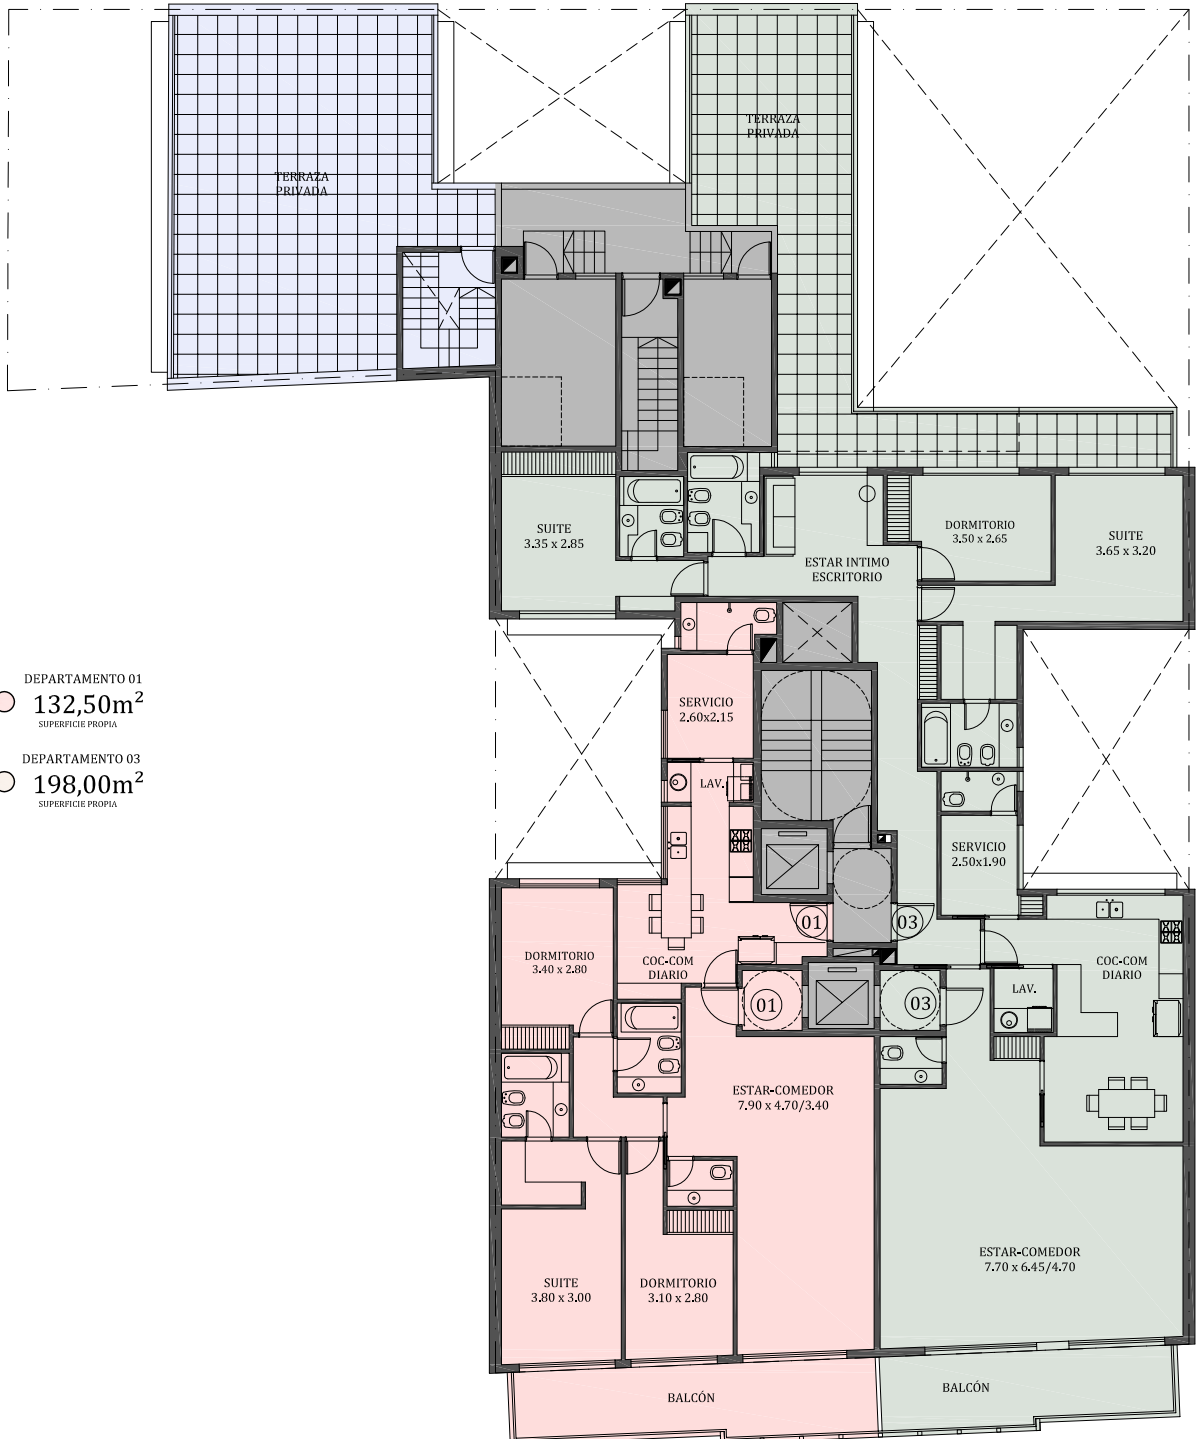 TERRAZA
PRIVADA
TERRAZA
PRIVADA
SUITE
3.35 x 2.85
DORMITORIO
3.50 x 2.65
SUITE
3.65 x 3.20
ESTAR INTIMO
ESCRITORIO
DEPARTAMENTO 01
132,50m²
SUPERFICIE PROPIA
DEPARTAMENTO 03
198,00m²
SUPERFICIE PROPIA
SERVICIO
2.60x2.15
LAV.
SERVICIO
2.50x1.90
01
03
DORMITORIO
3.40 x 2.80
COC-COM
DIARIO
COC-COM
DIARIO
LAV.
01
03
ESTAR-COMEDOR
7.90 x 4.70/3.40
ESTAR-COMEDOR
7.70 x 6.45/4.70
SUITE
3.80 x 3.00
DORMITORIO
3.10 x 2.80
BALCÓN
BALCÓN